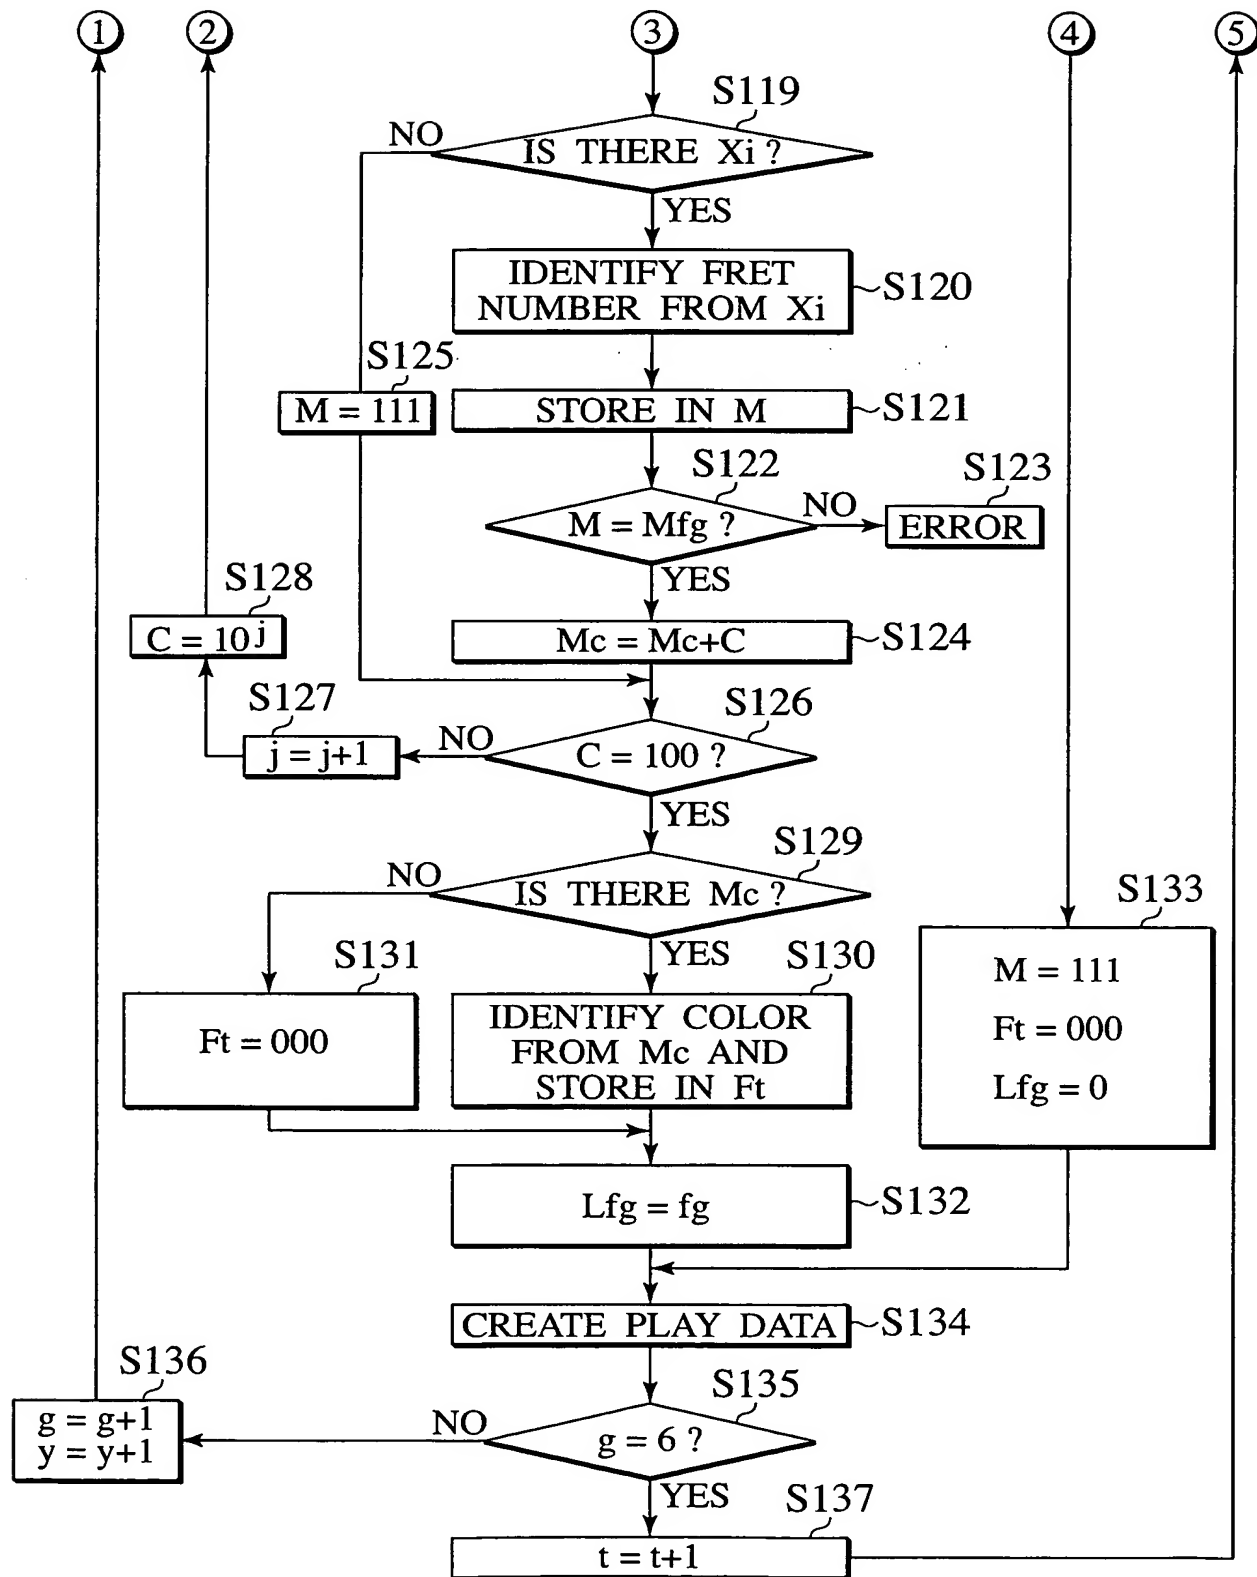 1 2 3 4 5
S119
NO
IS THERE Xi ?
YES
IDENTIFY FRET
NUMBER FROM Xi
S120
S125
M = 111
STORE IN M
S121
S122
S123
M = Mfg ?
NO
ERROR
YES
S128
C = 10^j
Mc = Mc+C
S124
S127
S126
j = j+1
NO
C = 100 ?
YES
S129
NO
IS THERE Mc ?
S133
YES
S131
S130
M = 111
Ft = 000
Lfg = 0
Ft = 000
IDENTIFY COLOR
FROM Mc AND
STORE IN Ft
Lfg = fg
S132
CREATE PLAY DATA
S134
S136
S135
g = g+1
y = y+1
NO
g = 6 ?
YES
S137
t = t+1